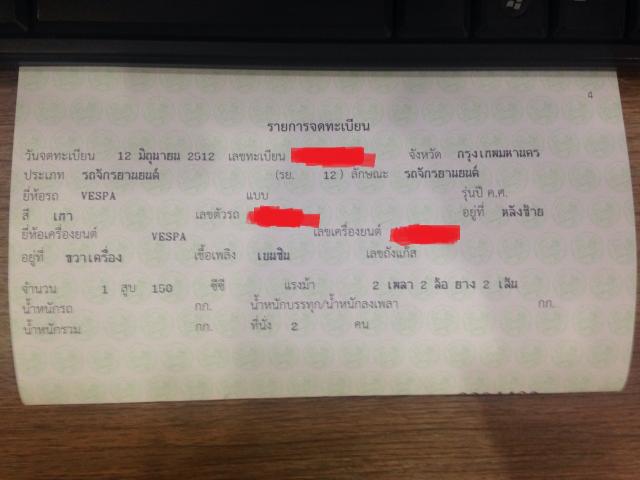 4
รายการจดทะเบียน
วันจดทะเบียน 12 มิถุนายน 2512 เลขทะเบียน จังหวัด กรุงเทพมหานคร
ประเภท รถจักรยานยนต์ (รย. 12 ) ลักษณะ รถจักรยานยนต์
ยี่ห้อรถ VESPA แบบ รุ่นปี ค.ศ.
สี เทา เลขตัวรถ อยู่ที่ หลังซ้าย
ยี่ห้อเครื่องยนต์ VESPA เลขเครื่องยนต์
อยู่ที่ ขวาเครื่อง เชื้อเพลิง เบนซิน เลขถังแก๊ส
จำนวน 1 สูบ 150 ซีซี แรงม้า 2 เพลา 2 ล้อ ยาง 2 เส้น
น้ำหนักรถ กก. น้ำหนักบรรทุก/น้ำหนักลงเพลา กก.
น้ำหนักรวม กก. ที่นั่ง 2 คน